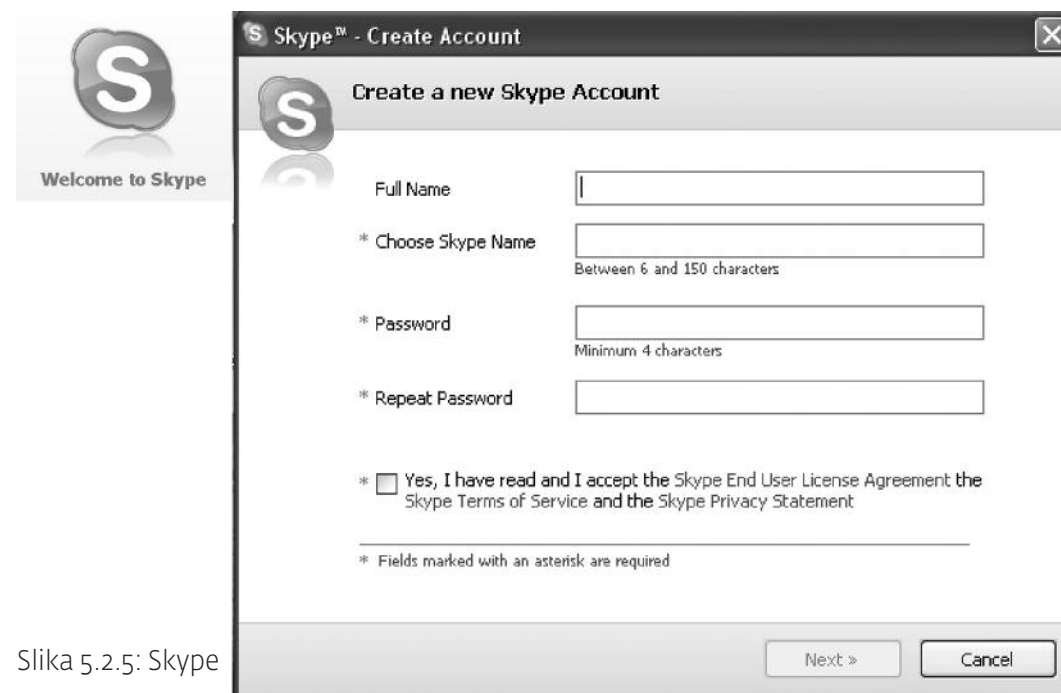 S
Welcome to Skype
S Skype™ - Create Account
S Create a new Skype Account
Full Name
* Choose Skype Name
Between 6 and 150 characters
* Password
Minimum 4 characters
* Repeat Password
* Yes, I have read and I accept the Skype End User License Agreement the
Skype Terms of Service and the Skype Privacy Statement
* Fields marked with an asterisk are required
Next »
Cancel
Slika 5.2.5: Skype